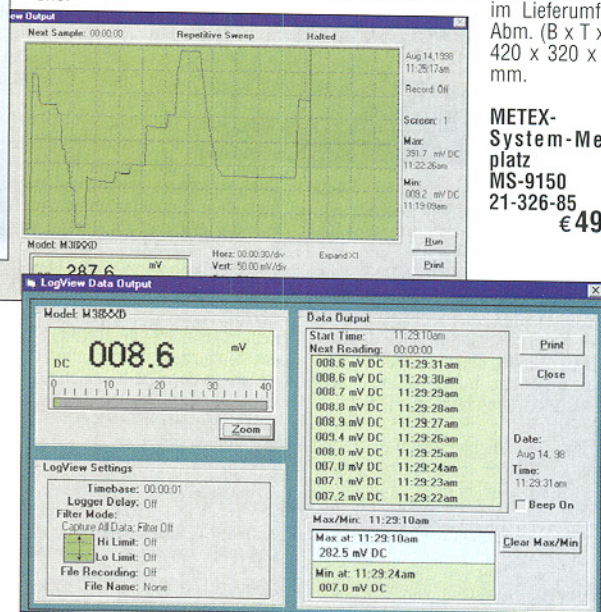 ew Output
Next Sample: 00:00:00 Repetitive Sweep Halted
Aug 14,1998
11:25:17am
Record: Off
Screen: 1
Max:
391.7 mV DC
11:22:26am
Min:
009.2 mV DC
11:19:09am
Run
Print
Model: M38XXD
287.6 mV
Horz: 00:00:30/div
Vert: 50.00 mV/div
Expand X1
im Lieferumf
Abm. (B x T x
420 x 320 x
mm.
METEX-
System-Me
platz
MS-9150
21-326-85
€ 49
LogView Data Output
Model: M38XXD
DC 008.6 mV
0 10 20 30 40
Zoom
LogView Settings
Timebase: 00:00:01
Logger Delay: Off
Filter Mode:
Capture All Data; Filter Off
Hi Limit: Off
Lo Limit: Off
File Recording: Off
File Name: None
Data Output
Start Time: 11:29:10am
Next Reading: 00:00:00
008.6 mV DC 11:29:31am
008.6 mV DC 11:29:30am
008.7 mV DC 11:29:29am
008.8 mV DC 11:29:28am
008.9 mV DC 11:29:27am
009.4 mV DC 11:29:26am
008.0 mV DC 11:29:25am
007.0 mV DC 11:29:24am
007.1 mV DC 11:29:23am
007.2 mV DC 11:29:22am
Print
Close
Date:
Aug 14, 98
Time:
11:29:31am
Beep On
Max/Min: 11:29:10am
Max at: 11:29:10am
282.5 mV DC
Min at: 11:29:24am
007.0 mV DC
Clear Max/Min